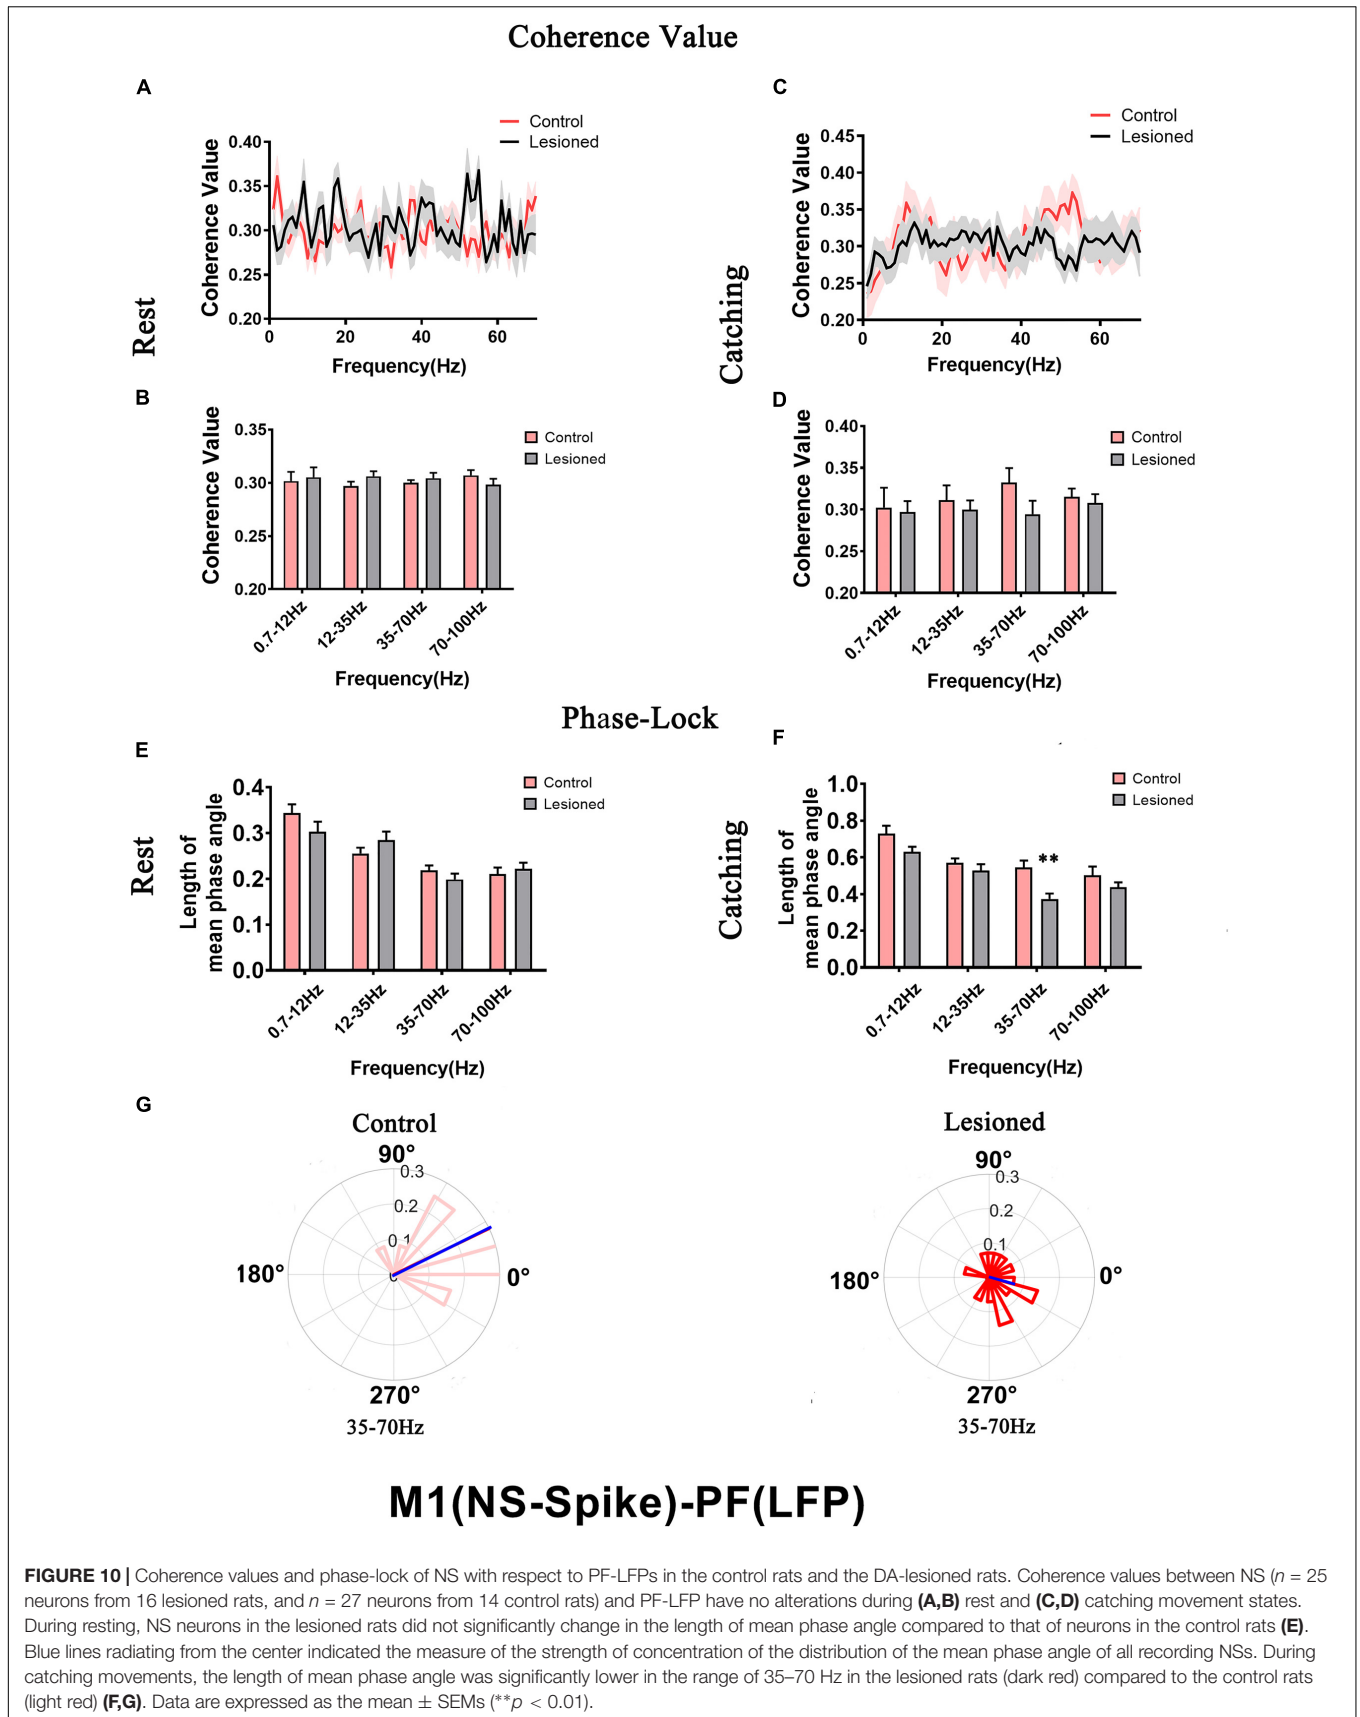 Coherence Value
A
Control
Lesioned
Coherence Value
0.40
0.35
0.30
0.25
0.20
0
20
40
60
Frequency(Hz)
Rest
C
Control
Lesioned
Coherence Value
0.45
0.40
0.35
0.30
0.25
0.20
0
20
40
60
Frequency(Hz)
Catching
B
Control
Lesioned
Coherence Value
0.35
0.30
0.25
0.20
0.7-12Hz
12-35Hz
35-70Hz
70-100Hz
Frequency(Hz)
D
Control
Lesioned
Coherence Value
0.40
0.35
0.30
0.25
0.20
0.7-12Hz
12-35Hz
35-70Hz
70-100Hz
Frequency(Hz)
Phase-Lock
E
Control
Lesioned
Rest
Length of
mean phase angle
0.4
0.3
0.2
0.1
0.0
0.7-12Hz
12-35Hz
35-70Hz
70-100Hz
Frequency(Hz)
F
Control
Lesioned
Catching
Length of
mean phase angle
1.0
0.8
0.6
0.4
0.2
0.0
**
0.7-12Hz
12-35Hz
35-70Hz
70-100Hz
Frequency(Hz)
G
Control
90°
0.3
0.2
0.1
0
180°
0°
270°
35-70Hz
Lesioned
90°
0.3
0.2
0.1
180°
0°
270°
35-70Hz
M1(NS-Spike)-PF(LFP)
FIGURE 10 | Coherence values and phase-lock of NS with respect to PF-LFPs in the control rats and the DA-lesioned rats. Coherence values between NS (n = 25
neurons from 16 lesioned rats, and n = 27 neurons from 14 control rats) and PF-LFP have no alterations during (A,B) rest and (C,D) catching movement states.
During resting, NS neurons in the lesioned rats did not significantly change in the length of mean phase angle compared to that of neurons in the control rats (E).
Blue lines radiating from the center indicated the measure of the strength of concentration of the distribution of the mean phase angle of all recording NSs. During
catching movements, the length of mean phase angle was significantly lower in the range of 35–70 Hz in the lesioned rats (dark red) compared to the control rats
(light red) (F,G). Data are expressed as the mean ± SEMs (**p < 0.01).